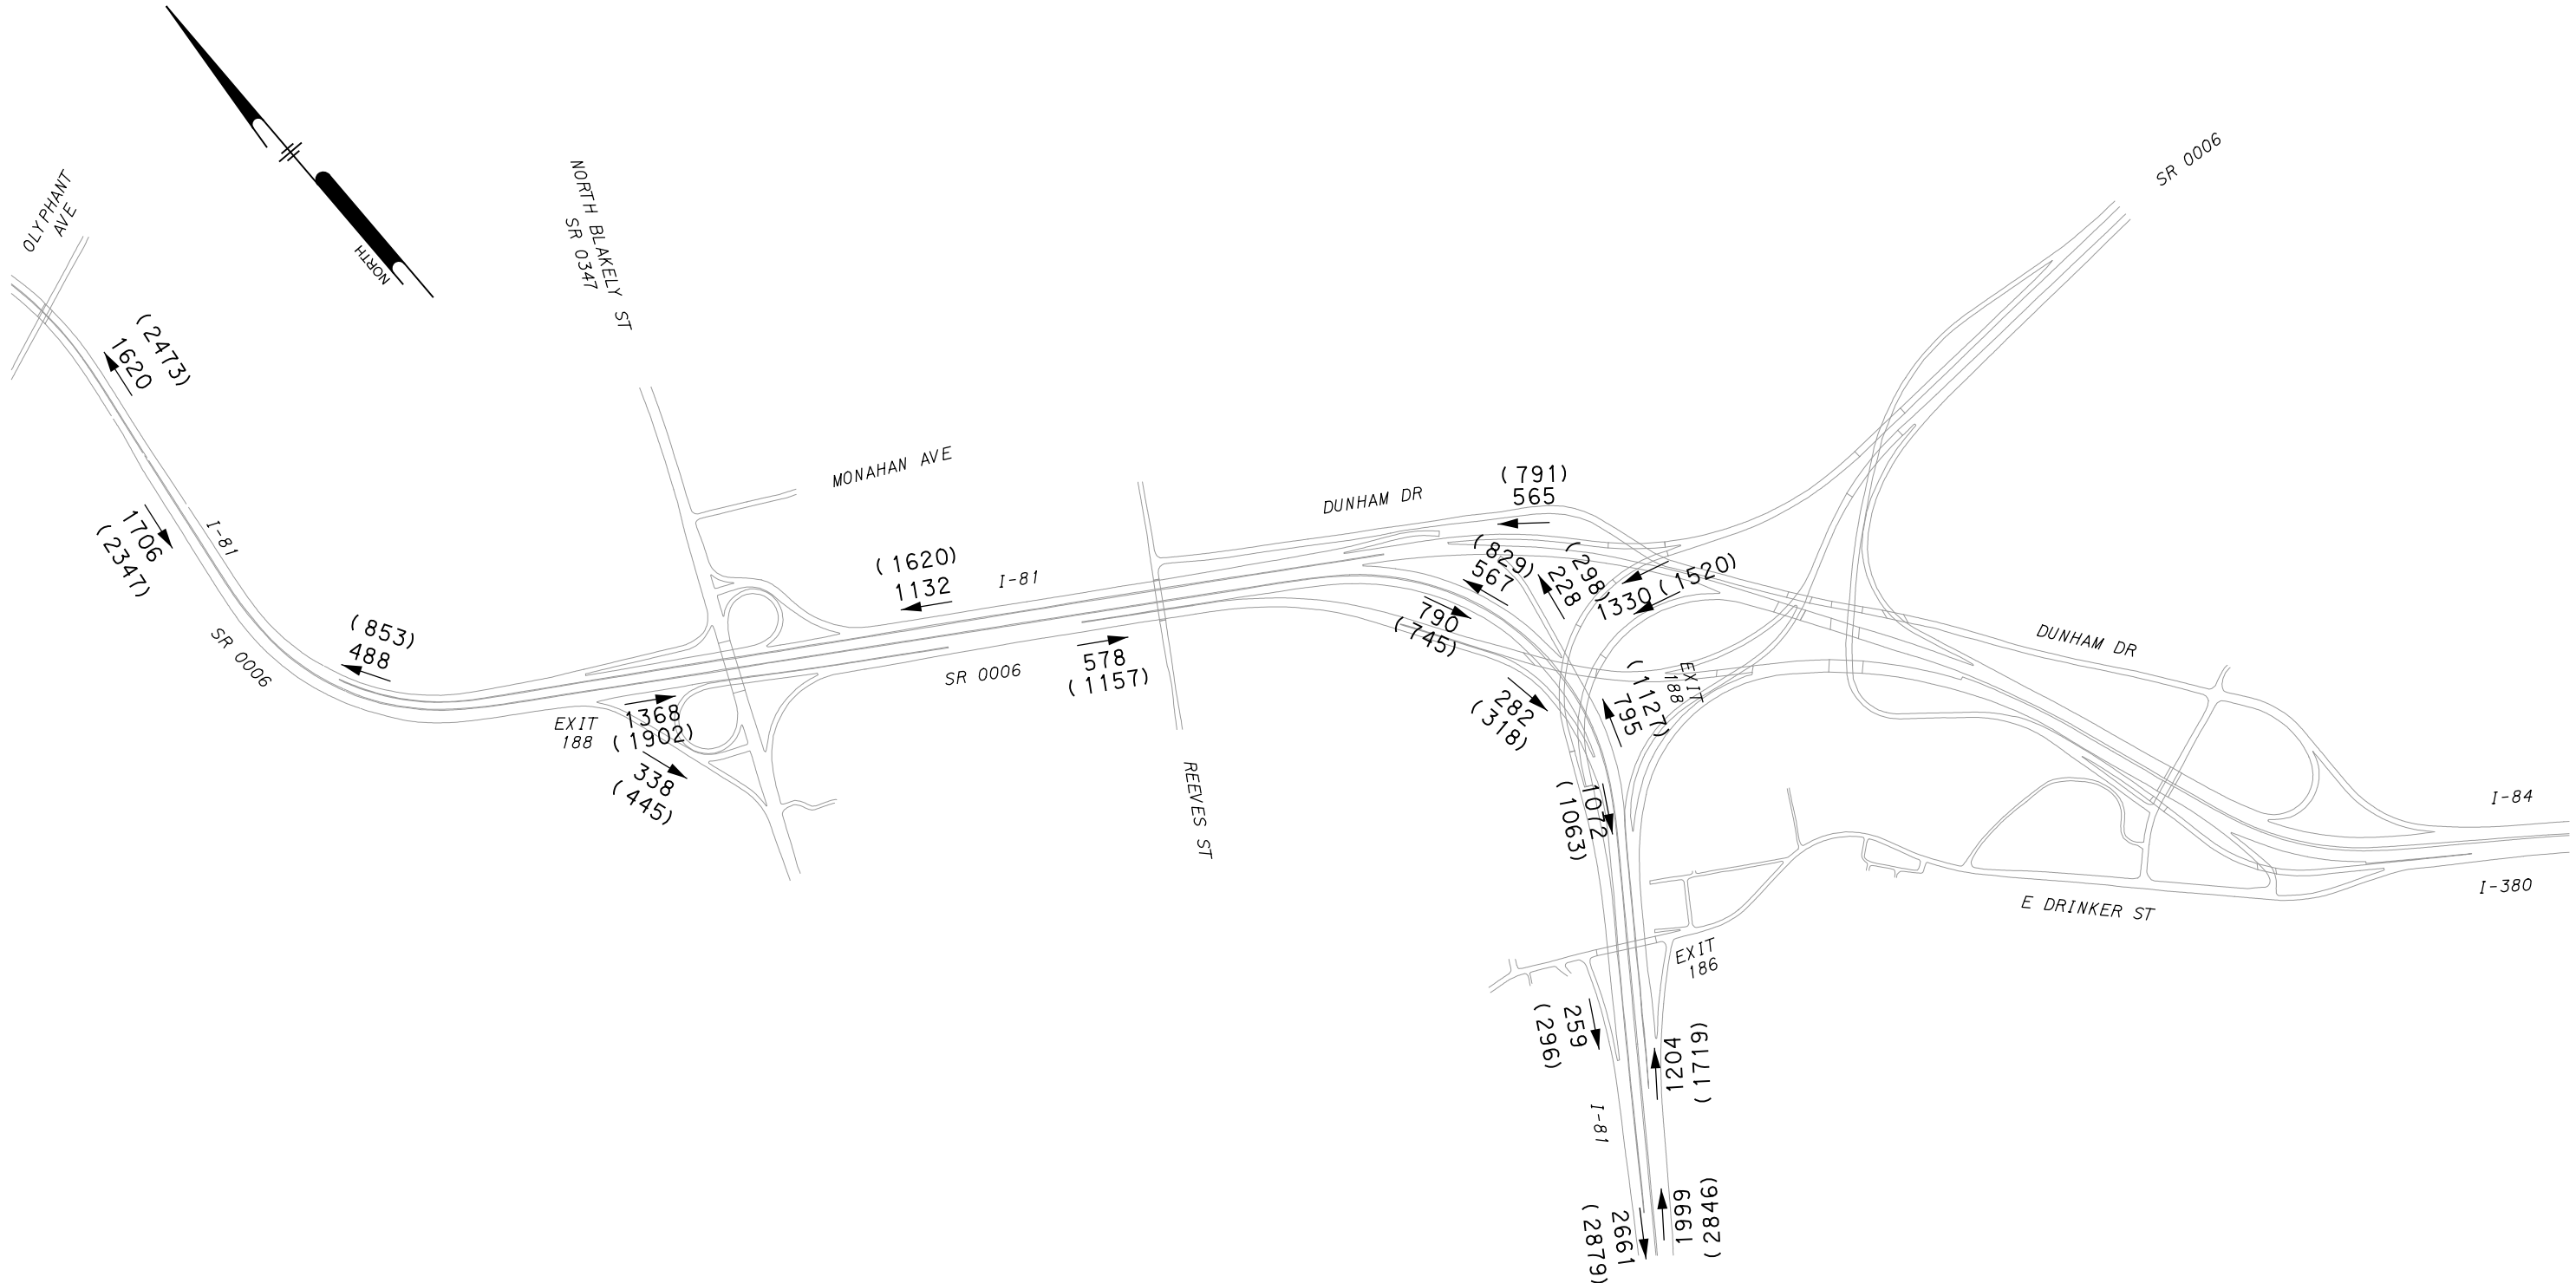 NORTH
OLYPHANT
AVE
NORTH BLAKELY ST
SR 0347
SR 0006
(2473)
1620
1706
(2347)
I-81
SR 0006
(853)
488
MONAHAN AVE
(1620)
1132
I-81
EXIT
188
1368
(1902)
338
(445)
SR 0006
578
(1157)
REEVES ST
DUNHAM DR
(791)
565
(829)
567
(298)
228
1330 (1520)
790
(745)
282
(318)
(1127)
795
EXIT
188
1072
(1063)
DUNHAM DR
I-84
I-380
E DRINKER ST
EXIT
186
259
(296)
1204
(1719)
I-81
2661
(2879)
1999
(2846)